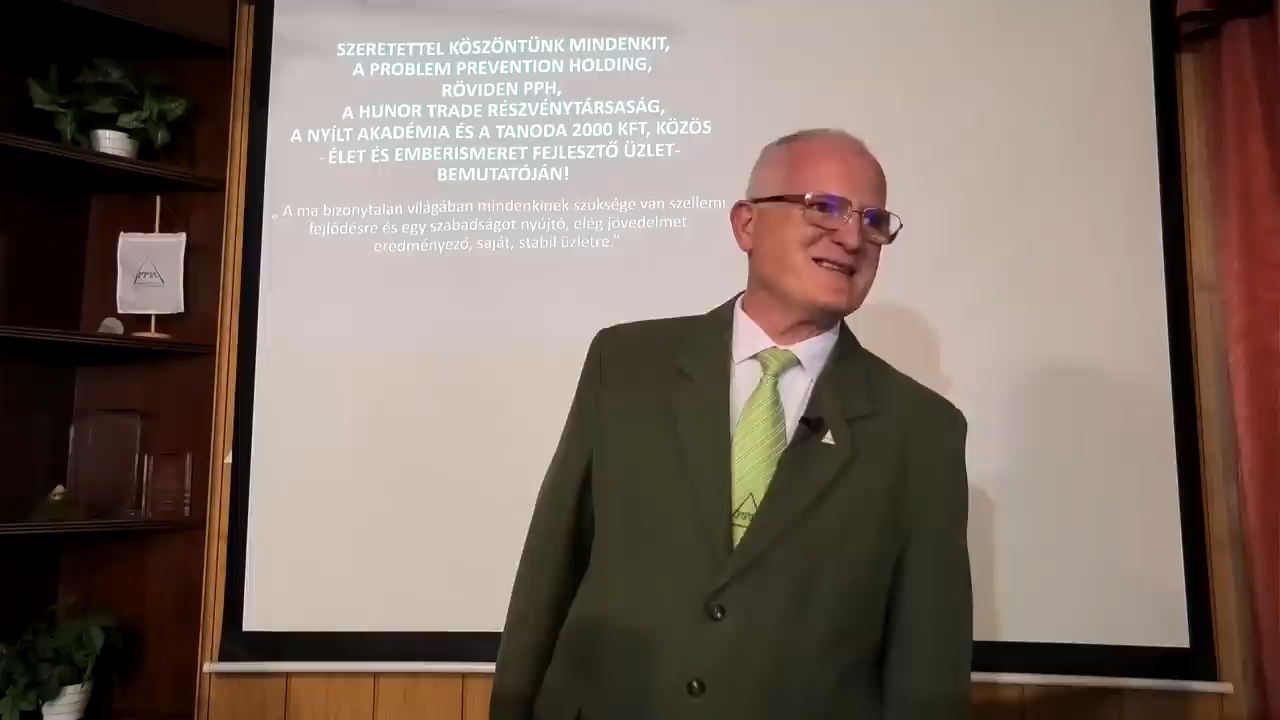 SZERETETTEL KÖSZÖNTÜNK MINDENKIT,
A PROBLEM PREVENTION HOLDING,
RÖVIDEN PPH,
A HUNOR TRADE RÉSZVÉNYTÁRSASÁG,
A NYÍLT AKADÉMIA ÉS A TANODA 2000 KFT, KÖZÖS
- ÉLET ÉS EMBERISMERET FEJLESZTŐ ÜZLET-
BEMUTATÓJÁN!
„ A ma bizonytalan világában mindenkinek szüksége van szellemi
fejlődésre és egy szabadságot nyújtó, elég jövedelmet
eredményező, saját, stabil üzletre.”